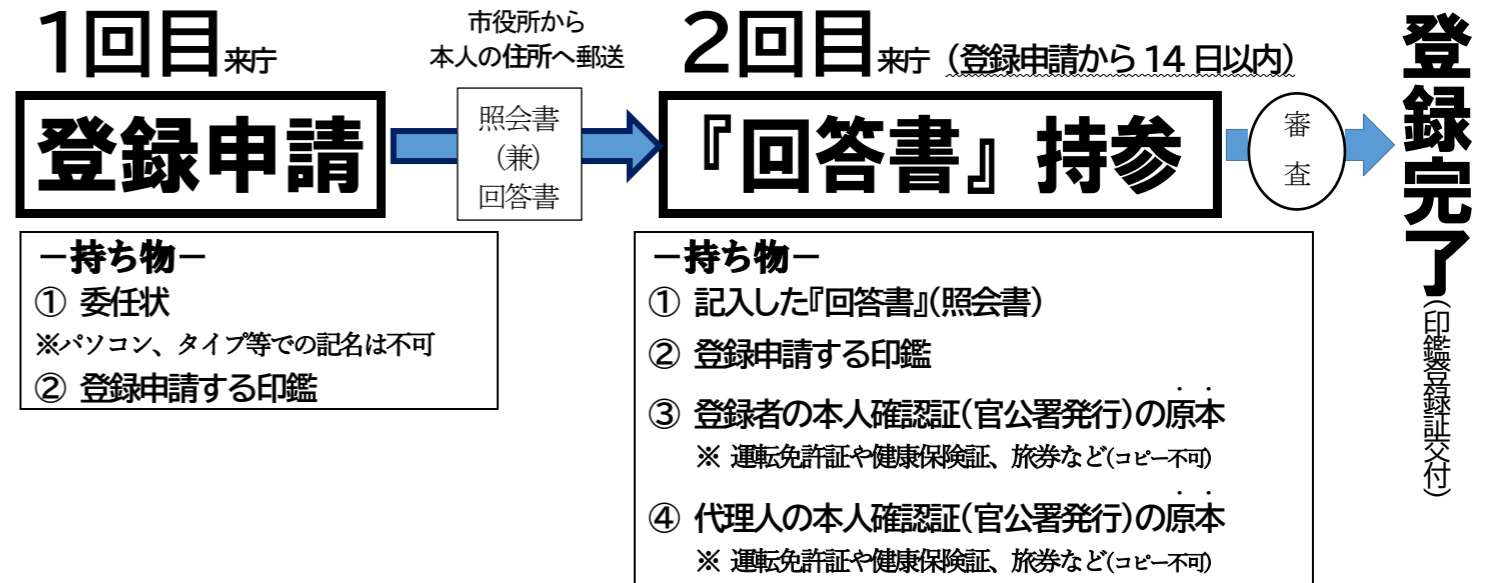 1回目来庁
市役所から
本人の住所へ郵送
2回目来庁（登録申請から14日以内）
登録申請
照会書
(兼)
回答書
『回答書』持参
審
査
登録完了(印鑑登録証交付)
－持ち物－
① 委任状
※パソコン、タイプ等での記名は不可
② 登録申請する印鑑
－持ち物－
① 記入した『回答書』(照会書)
② 登録申請する印鑑
③ 登録者の本人確認証(官公署発行)の原本
※ 運転免許証や健康保険証、旅券など(コピー不可)
④ 代理人の本人確認証(官公署発行)の原本
※ 運転免許証や健康保険証、旅券など(コピー不可)